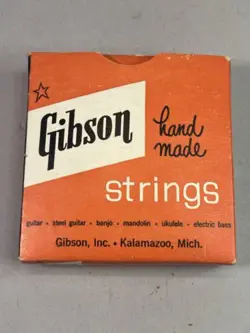 Gibson
hand
made
strings
guitar • steel guitar • banjo • mandolin • ukulele • electric bass
Gibson, Inc. • Kalamazoo, Mich.